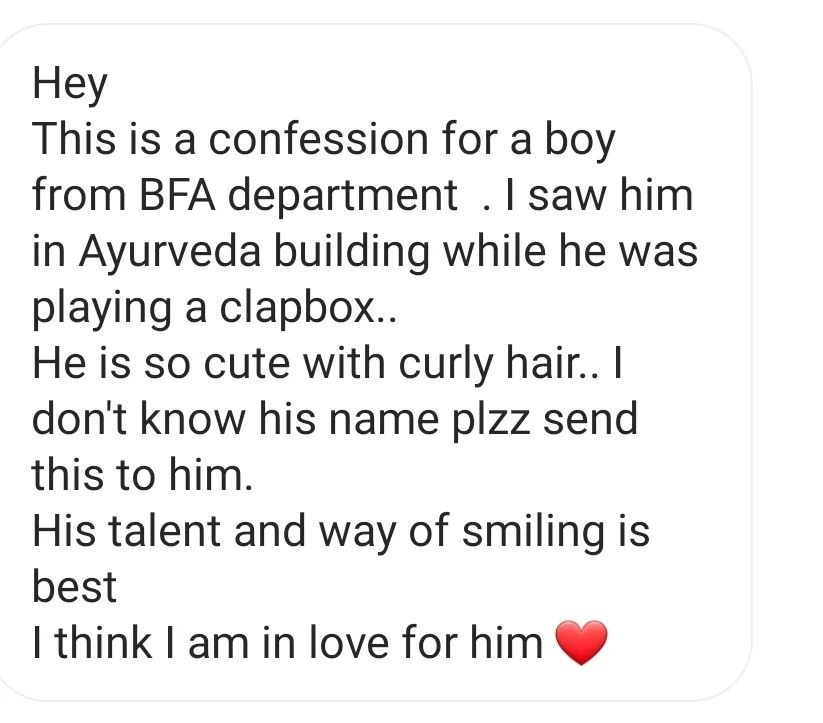 Hey
This is a confession for a boy
from BFA department  . I saw him
in Ayurveda building while he was
playing a clapbox..
He is so cute with curly hair.. I
don't know his name plzz send
this to him.
His talent and way of smiling is
best
I think I am in love for him ❤️